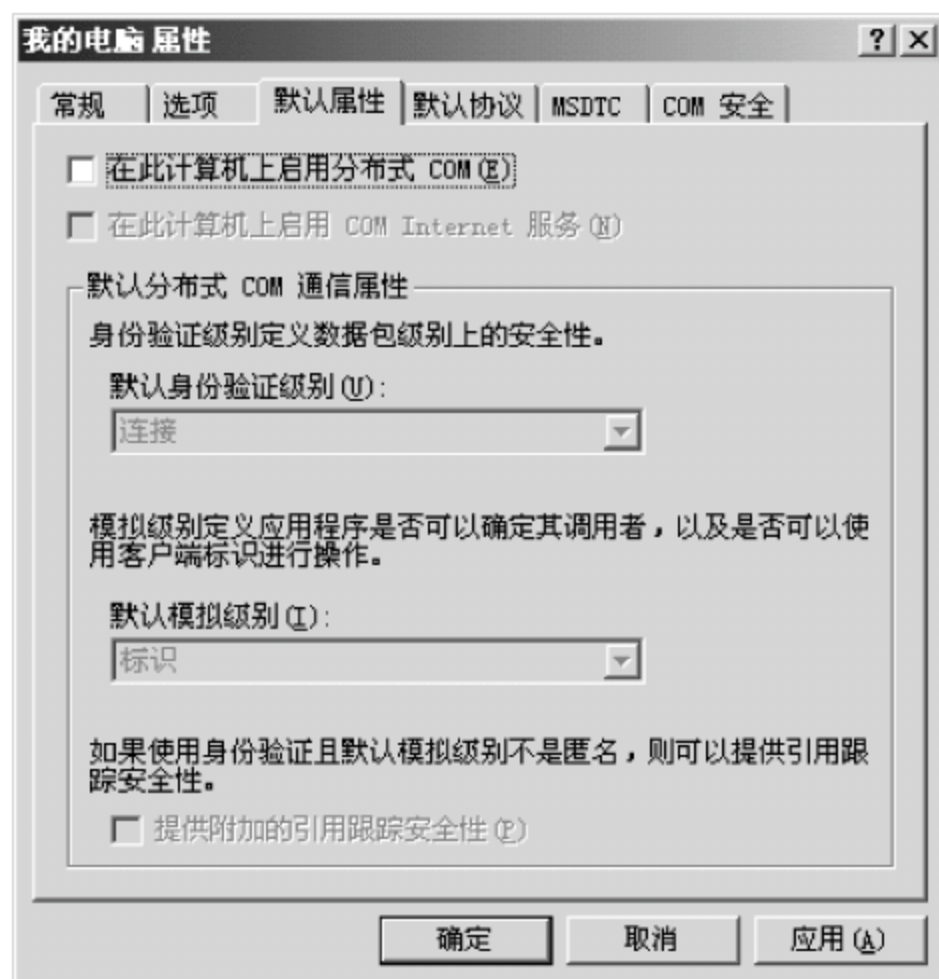 我的电脑 属性
常规 选项 默认属性 默认协议 MSDTC COM 安全
在此计算机上启用分布式 COM(E)
在此计算机上启用 COM Internet 服务(N)
默认分布式 COM 通信属性
身份验证级别定义数据包级别上的安全性。
默认身份验证级别(U):
连接
模拟级别定义应用程序是否可以确定其调用者，以及是否可以使
用客户端标识进行操作。
默认模拟级别(I):
标识
如果使用身份验证且默认模拟级别不是匿名，则可以提供引用跟
踪安全性。
提供附加的引用跟踪安全性(P)
确定 取消 应用(A)